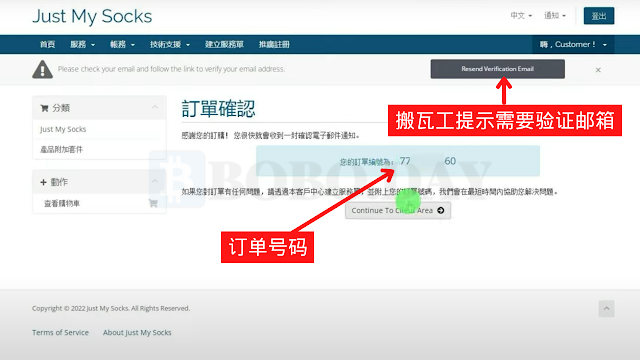 Just My Socks
中文 通知 登出
首頁 服務 帳務 技術支援 建立服務單 推廣註冊 嗨，Customer！
Please check your email and follow the link to verify your email address. Resend Verification Email ×
搬瓦工提示需要验证邮箱
分類
Just My Socks
產品附加套件
動作
查看購物車
訂單確認
感謝您的訂購！ 您很快就會收到一封確認電子郵件通知。
您的訂單編號為： 77 60
BOBODAY
如果您對訂單有任何問題，請透過本客戶中心建立服務單，並附上您的訂單號碼，我們會在最短時間內協助您解決問題。
Continue To Client Area
订单号码
Copyright © 2022 Just My Socks. All Rights Reserved.
Terms of Service About Just My Socks